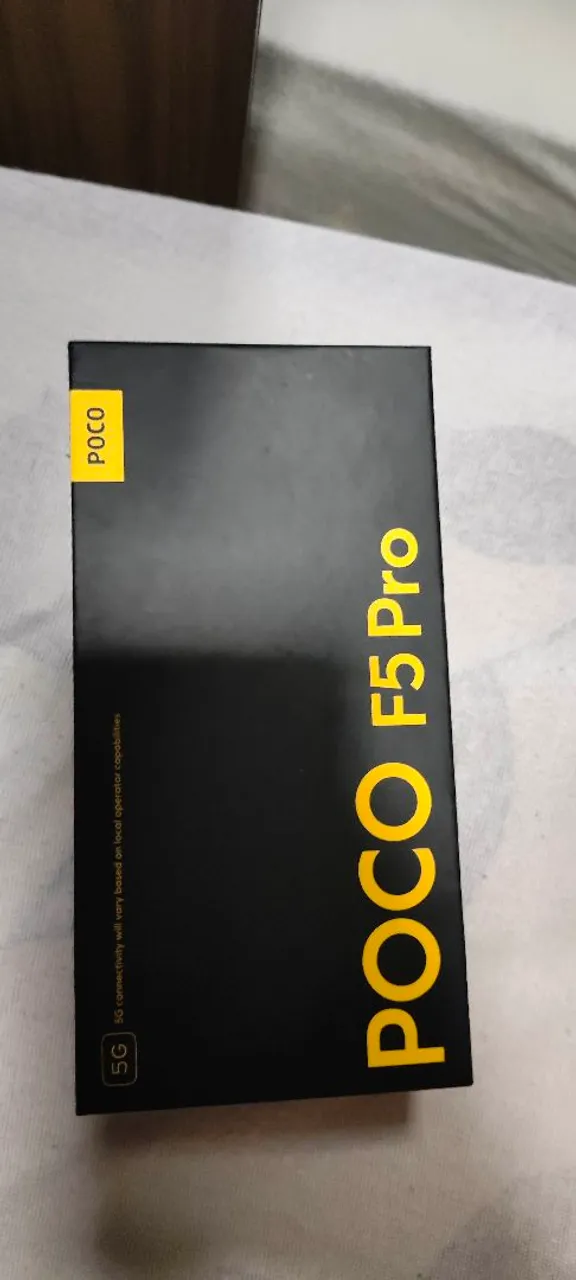 POCO
POCO F5 Pro
5G
5G connectivity will vary based on local operator capabilities